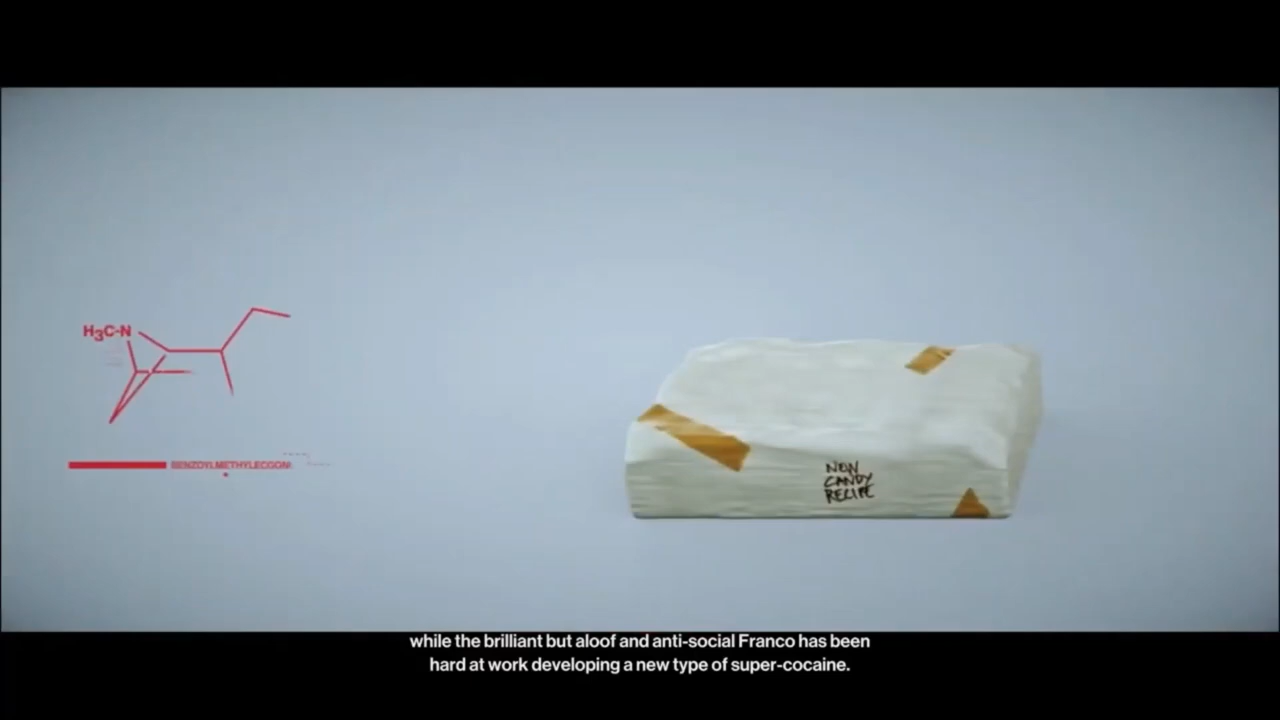 H₃C-N
BENZOYLMETHYLECGONI
NON
CANDY
RECIPE
while the brilliant but aloof and anti-social Franco has been
hard at work developing a new type of super-cocaine.